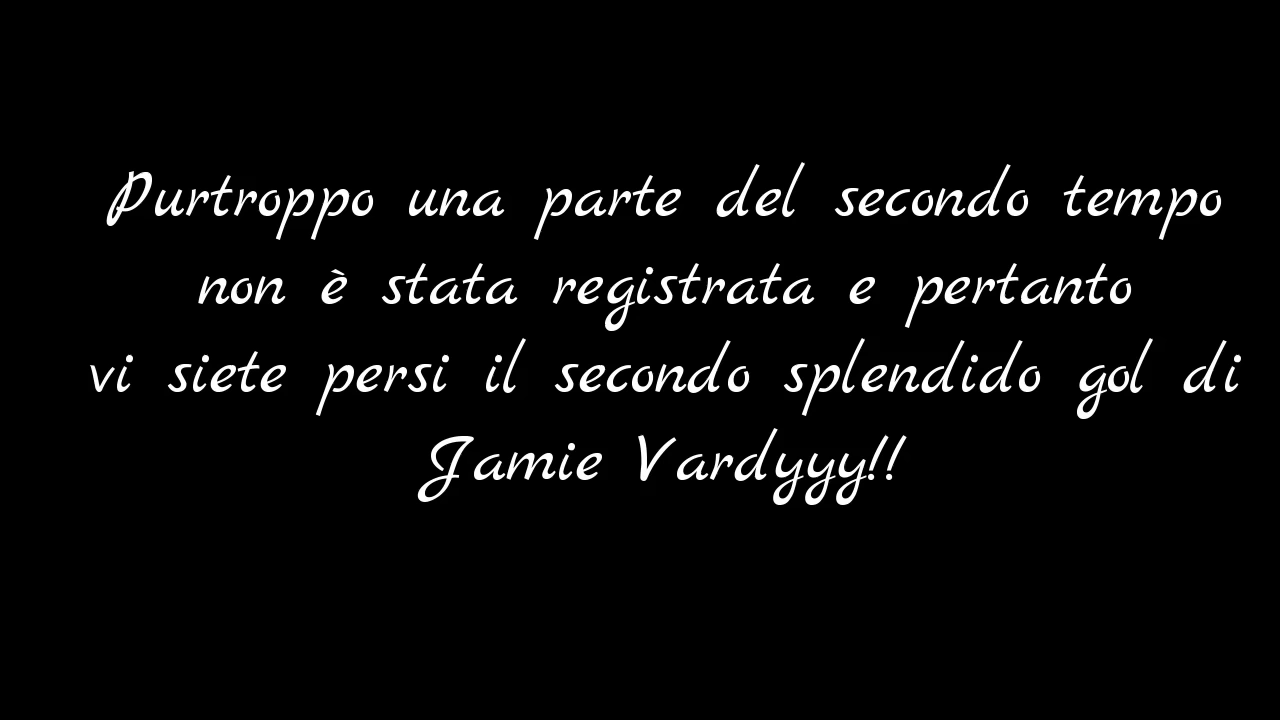 Purtroppo una parte del secondo tempo
non è stata registrata e pertanto
vi siete persi il secondo splendido gol di
Jamie Vardyyy!!